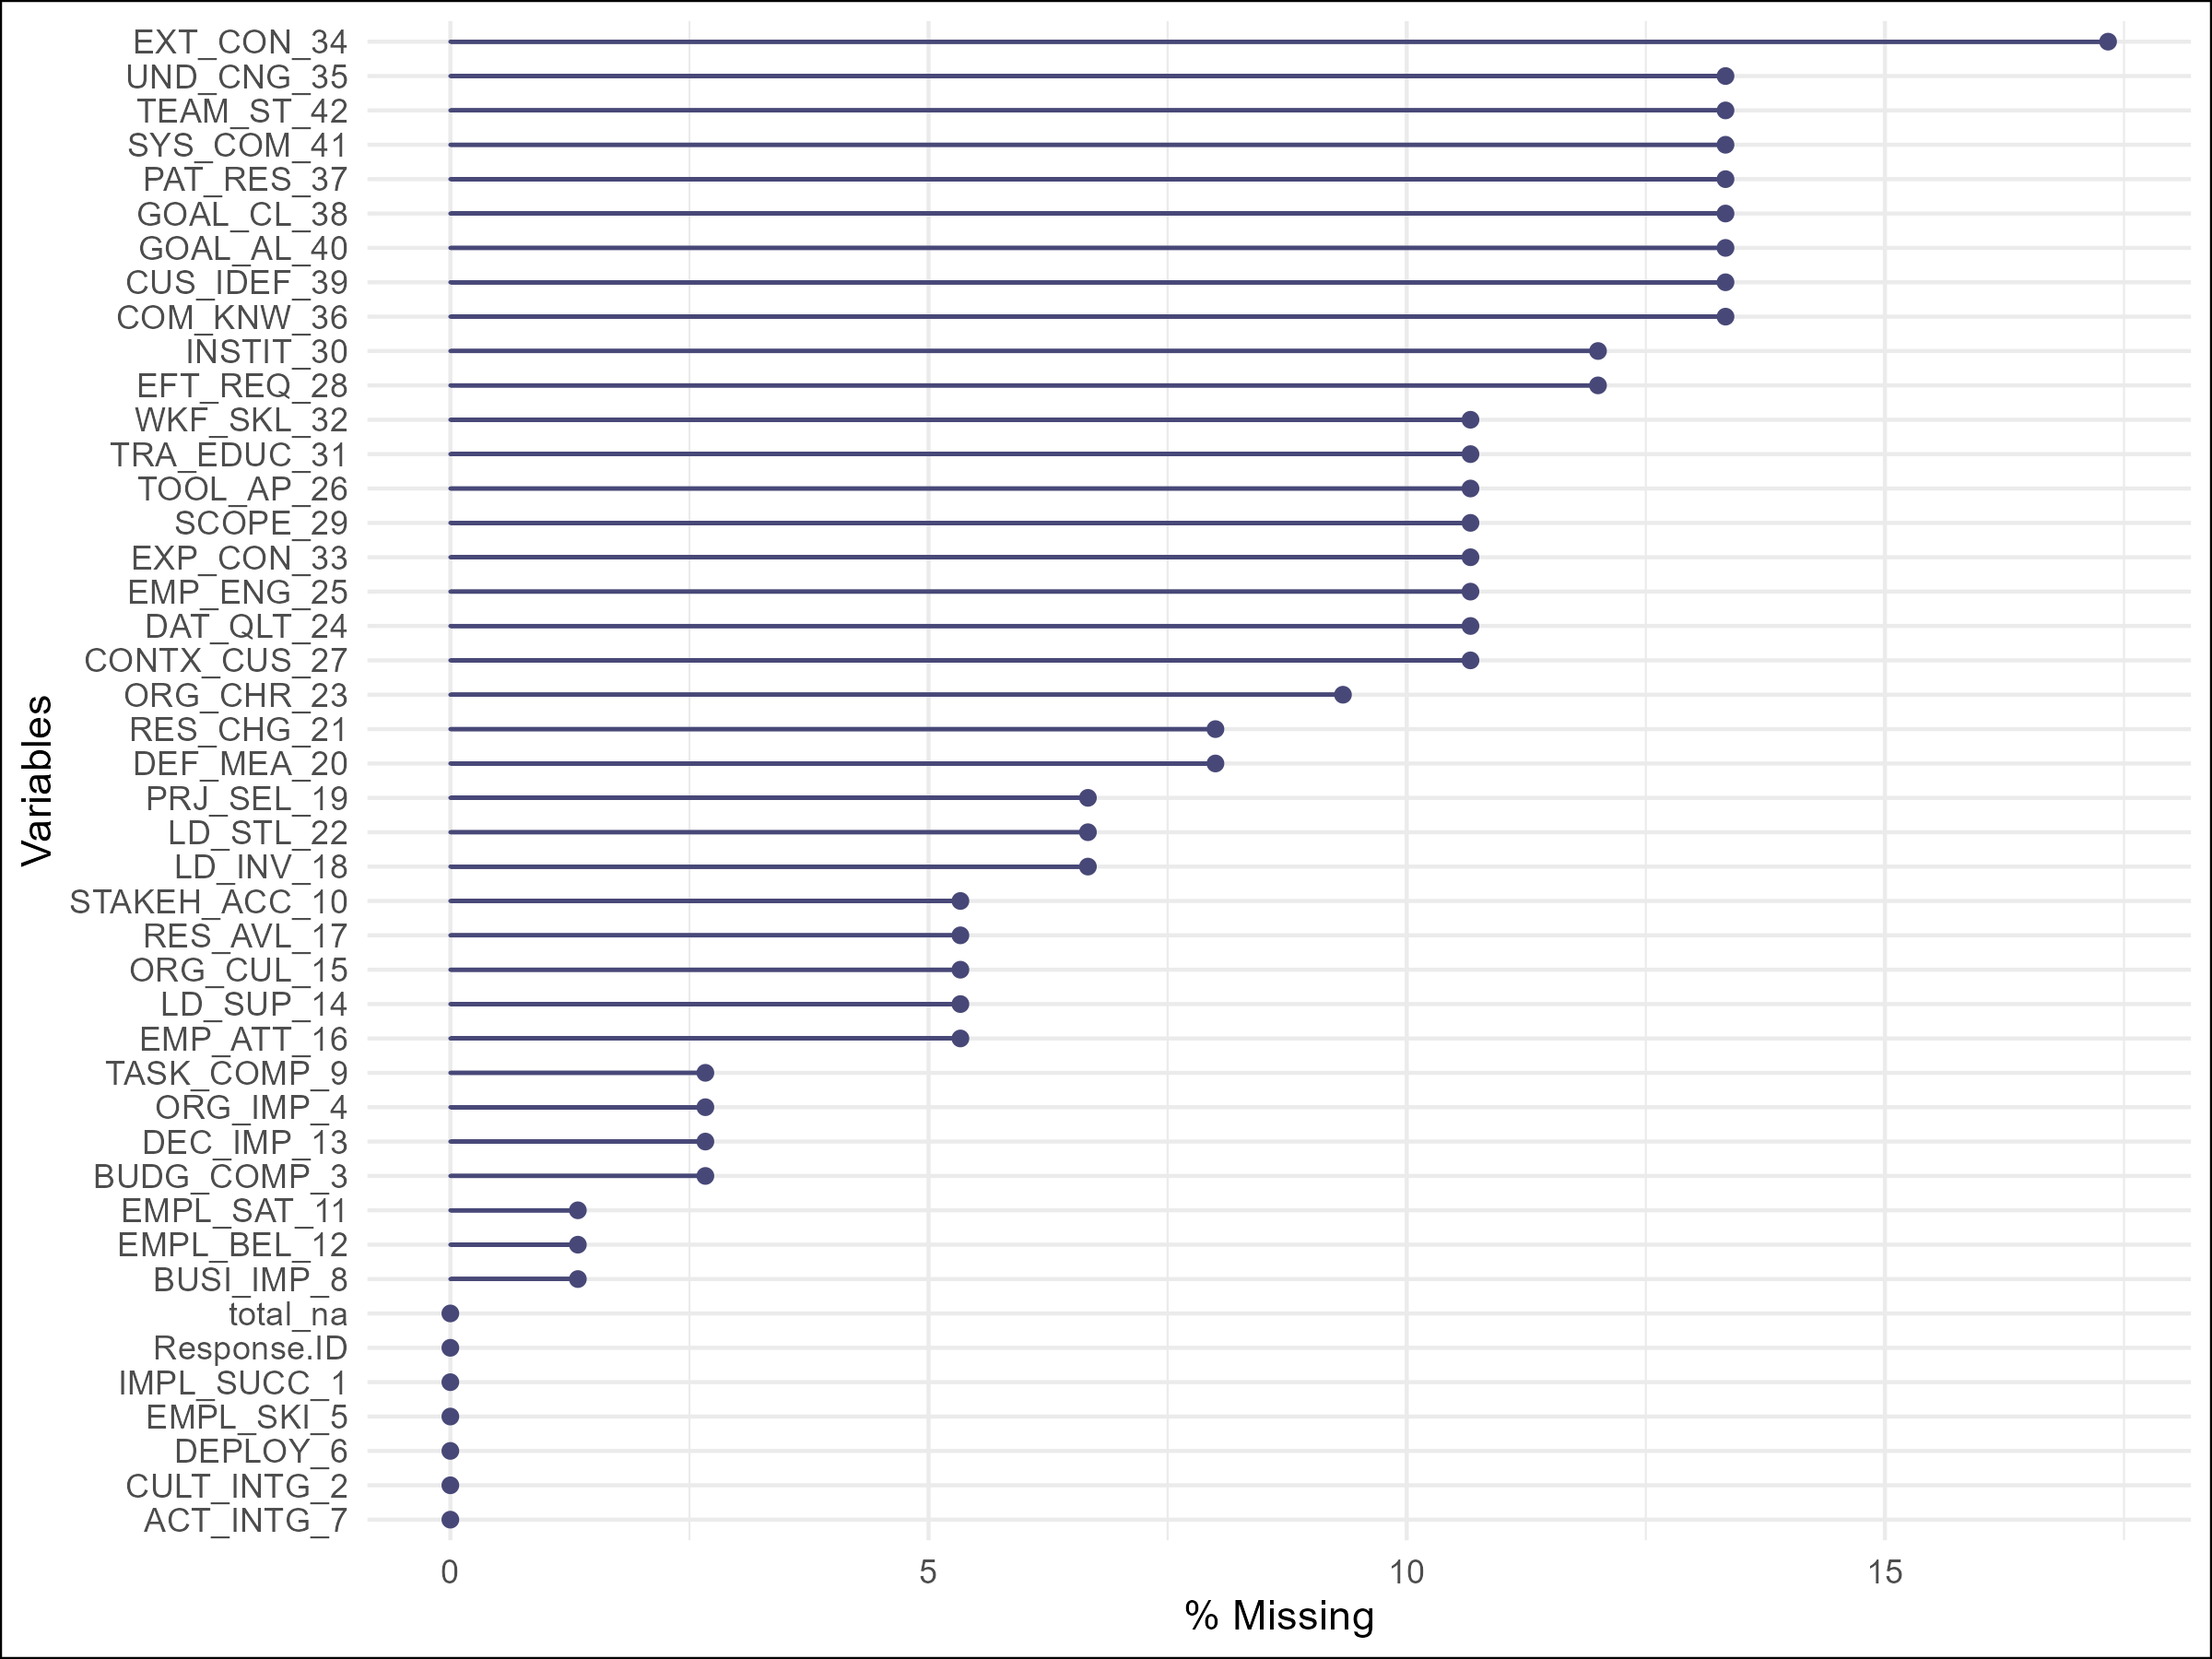 EXT_CON_34
UND_CNG_35
TEAM_ST_42
SYS_COM_41
PAT_RES_37
GOAL_CL_38
GOAL_AL_40
CUS_IDEF_39
COM_KNW_36
INSTIT_30
EFT_REQ_28
WKF_SKL_32
TRA_EDUC_31
TOOL_AP_26
SCOPE_29
EXP_CON_33
EMP_ENG_25
DAT_QLT_24
CONTX_CUS_27
ORG_CHR_23
RES_CHG_21
DEF_MEA_20
PRJ_SEL_19
LD_STL_22
LD_INV_18
STAKEH_ACC_10
RES_AVL_17
ORG_CUL_15
LD_SUP_14
EMP_ATT_16
TASK_COMP_9
ORG_IMP_4
DEC_IMP_13
BUDG_COMP_3
EMPL_SAT_11
EMPL_BEL_12
BUSI_IMP_8
total_na
Response.ID
IMPL_SUCC_1
EMPL_SKI_5
DEPLOY_6
CULT_INTG_2
ACT_INTG_7
Variables
0 5 10 15
% Missing